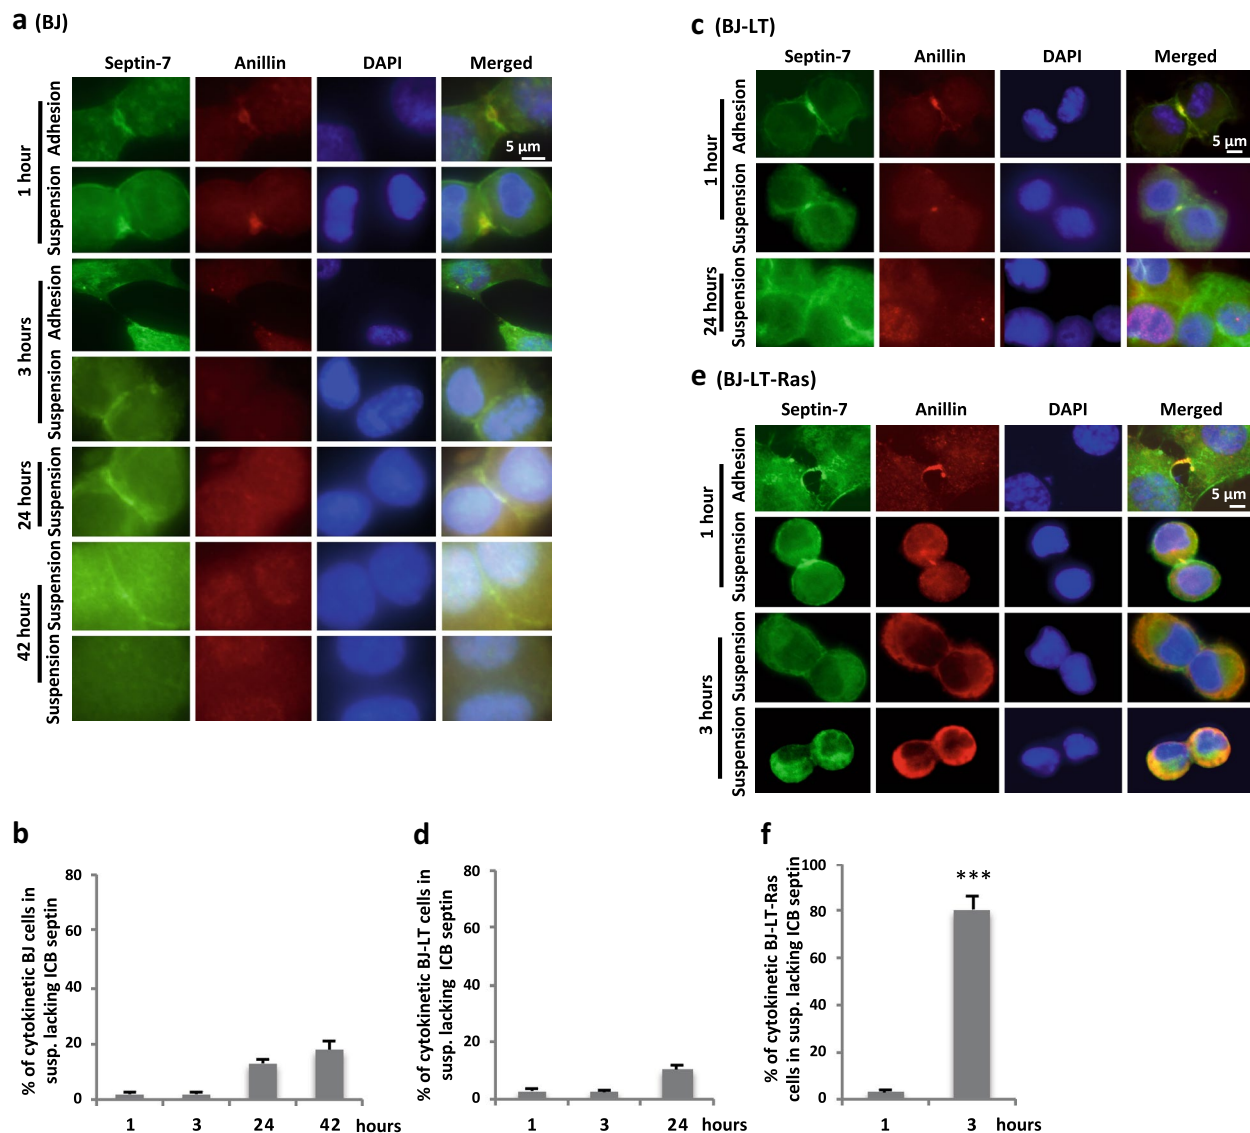 a (BJ)
Septin-7 Anillin DAPI Merged
1 hour
Adhesion
5 µm
Suspension
3 hours
Adhesion
Suspension
24 hours
Suspension
42 hours
Suspension
Suspension
c (BJ-LT)
Septin-7 Anillin DAPI Merged
1 hour
Adhesion
5 µm
Suspension
24 hours
Suspension
e (BJ-LT-Ras)
Septin-7 Anillin DAPI Merged
1 hour
Adhesion
5 µm
Suspension
3 hours
Suspension
Suspension
b
% of cytokinetic BJ cells in
susp. lacking ICB septin
80
60
40
20
0
1 3 24 42 hours
d
% of cytokinetic BJ-LT cells in
susp. lacking ICB septin
80
60
40
20
0
1 3 24 hours
f
% of cytokinetic BJ-LT-Ras
cells in susp. lacking ICB septin
100
80
60
40
20
0
***
1 3 hours